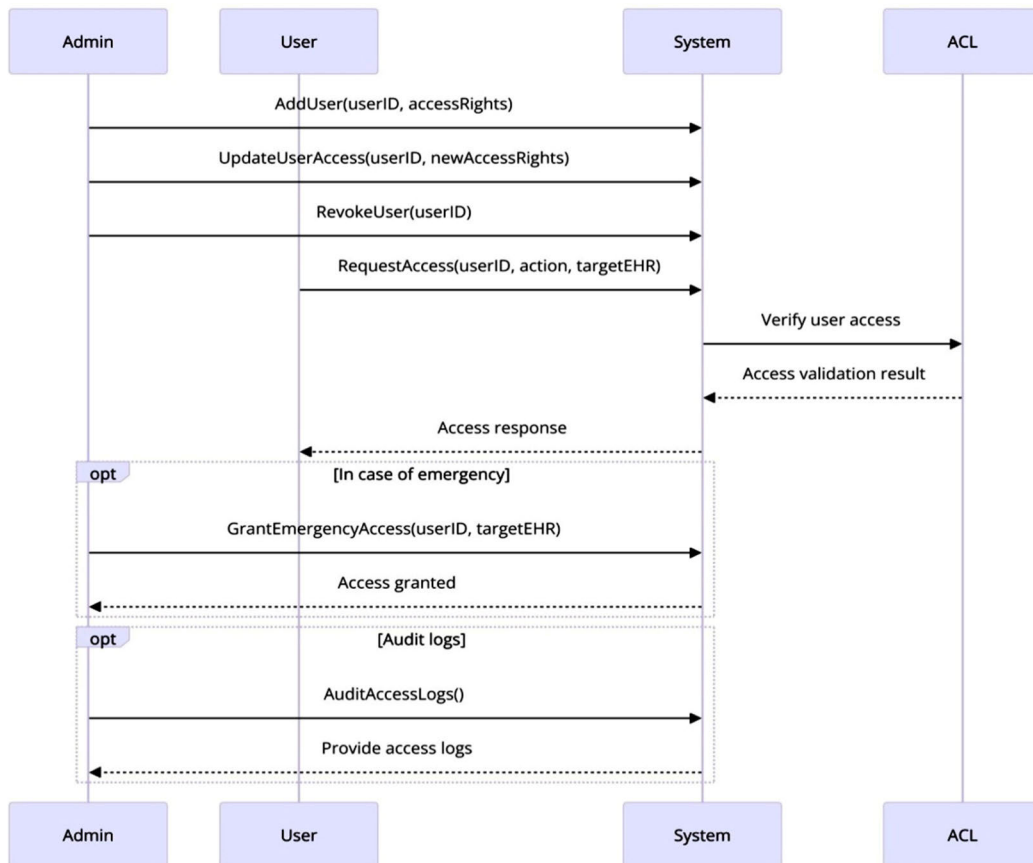 Admin
User
System
ACL
AddUser(userID, accessRights)
UpdateUserAccess(userID, newAccessRights)
RevokeUser(userID)
RequestAccess(userID, action, targetEHR)
Verify user access
Access validation result
Access response
opt
[In case of emergency]
GrantEmergencyAccess(userID, targetEHR)
Access granted
opt
[Audit logs]
AuditAccessLogs()
Provide access logs
Admin
User
System
ACL